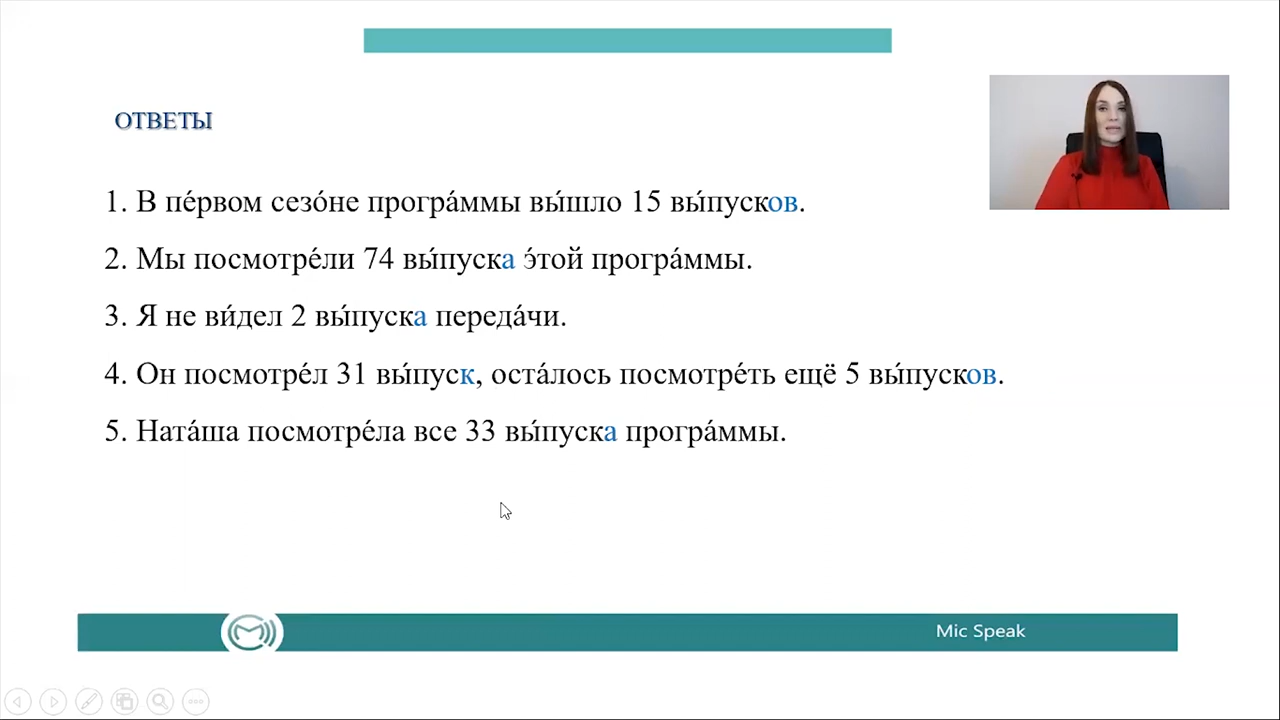 ОТВЕТЫ
1. В пе́рвом сезо́не програ́ммы вы́шло 15 вы́пусков.
2. Мы посмотре́ли 74 вы́пуска э́той програ́ммы.
3. Я не ви́дел 2 вы́пуска переда́чи.
4. Он посмотре́л 31 вы́пуск, оста́лось посмотре́ть ещё 5 вы́пусков.
5. Ната́ша посмотре́ла все 33 вы́пуска програ́ммы.
Mic Speak